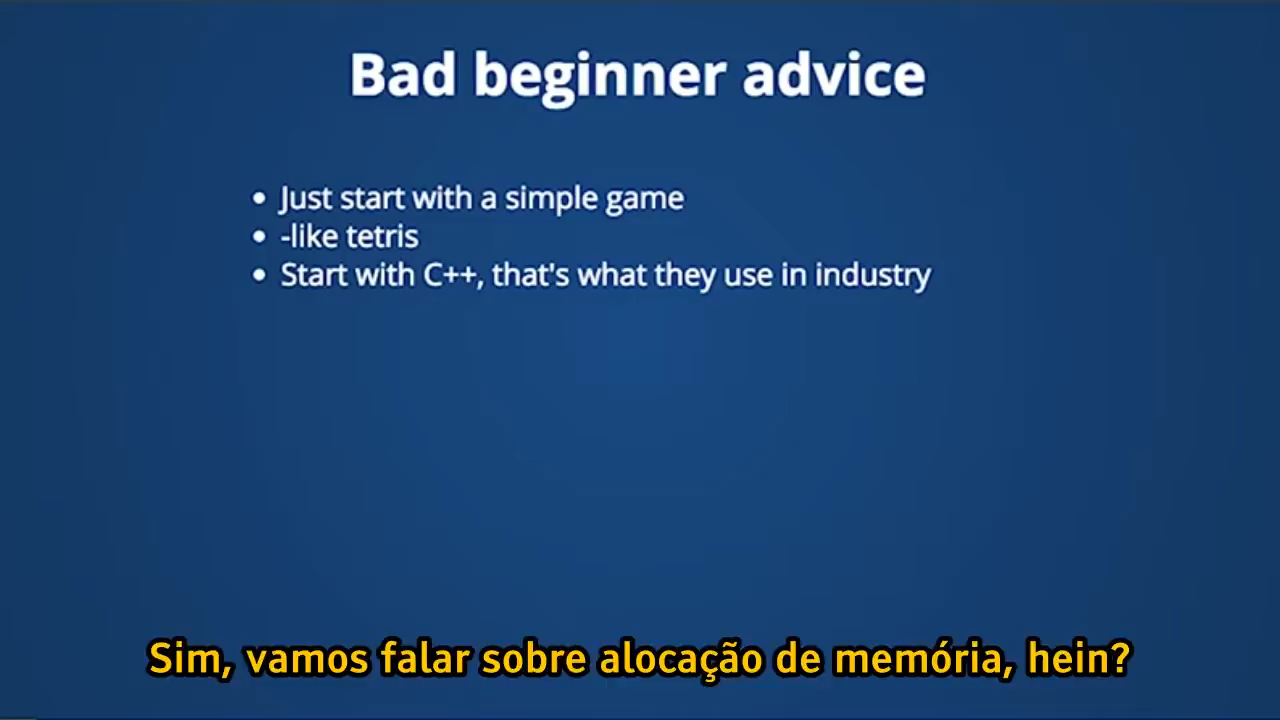 Bad beginner advice
• Just start with a simple game
• -like tetris
• Start with C++, that's what they use in industry
Sim, vamos falar sobre alocação de memória, hein?